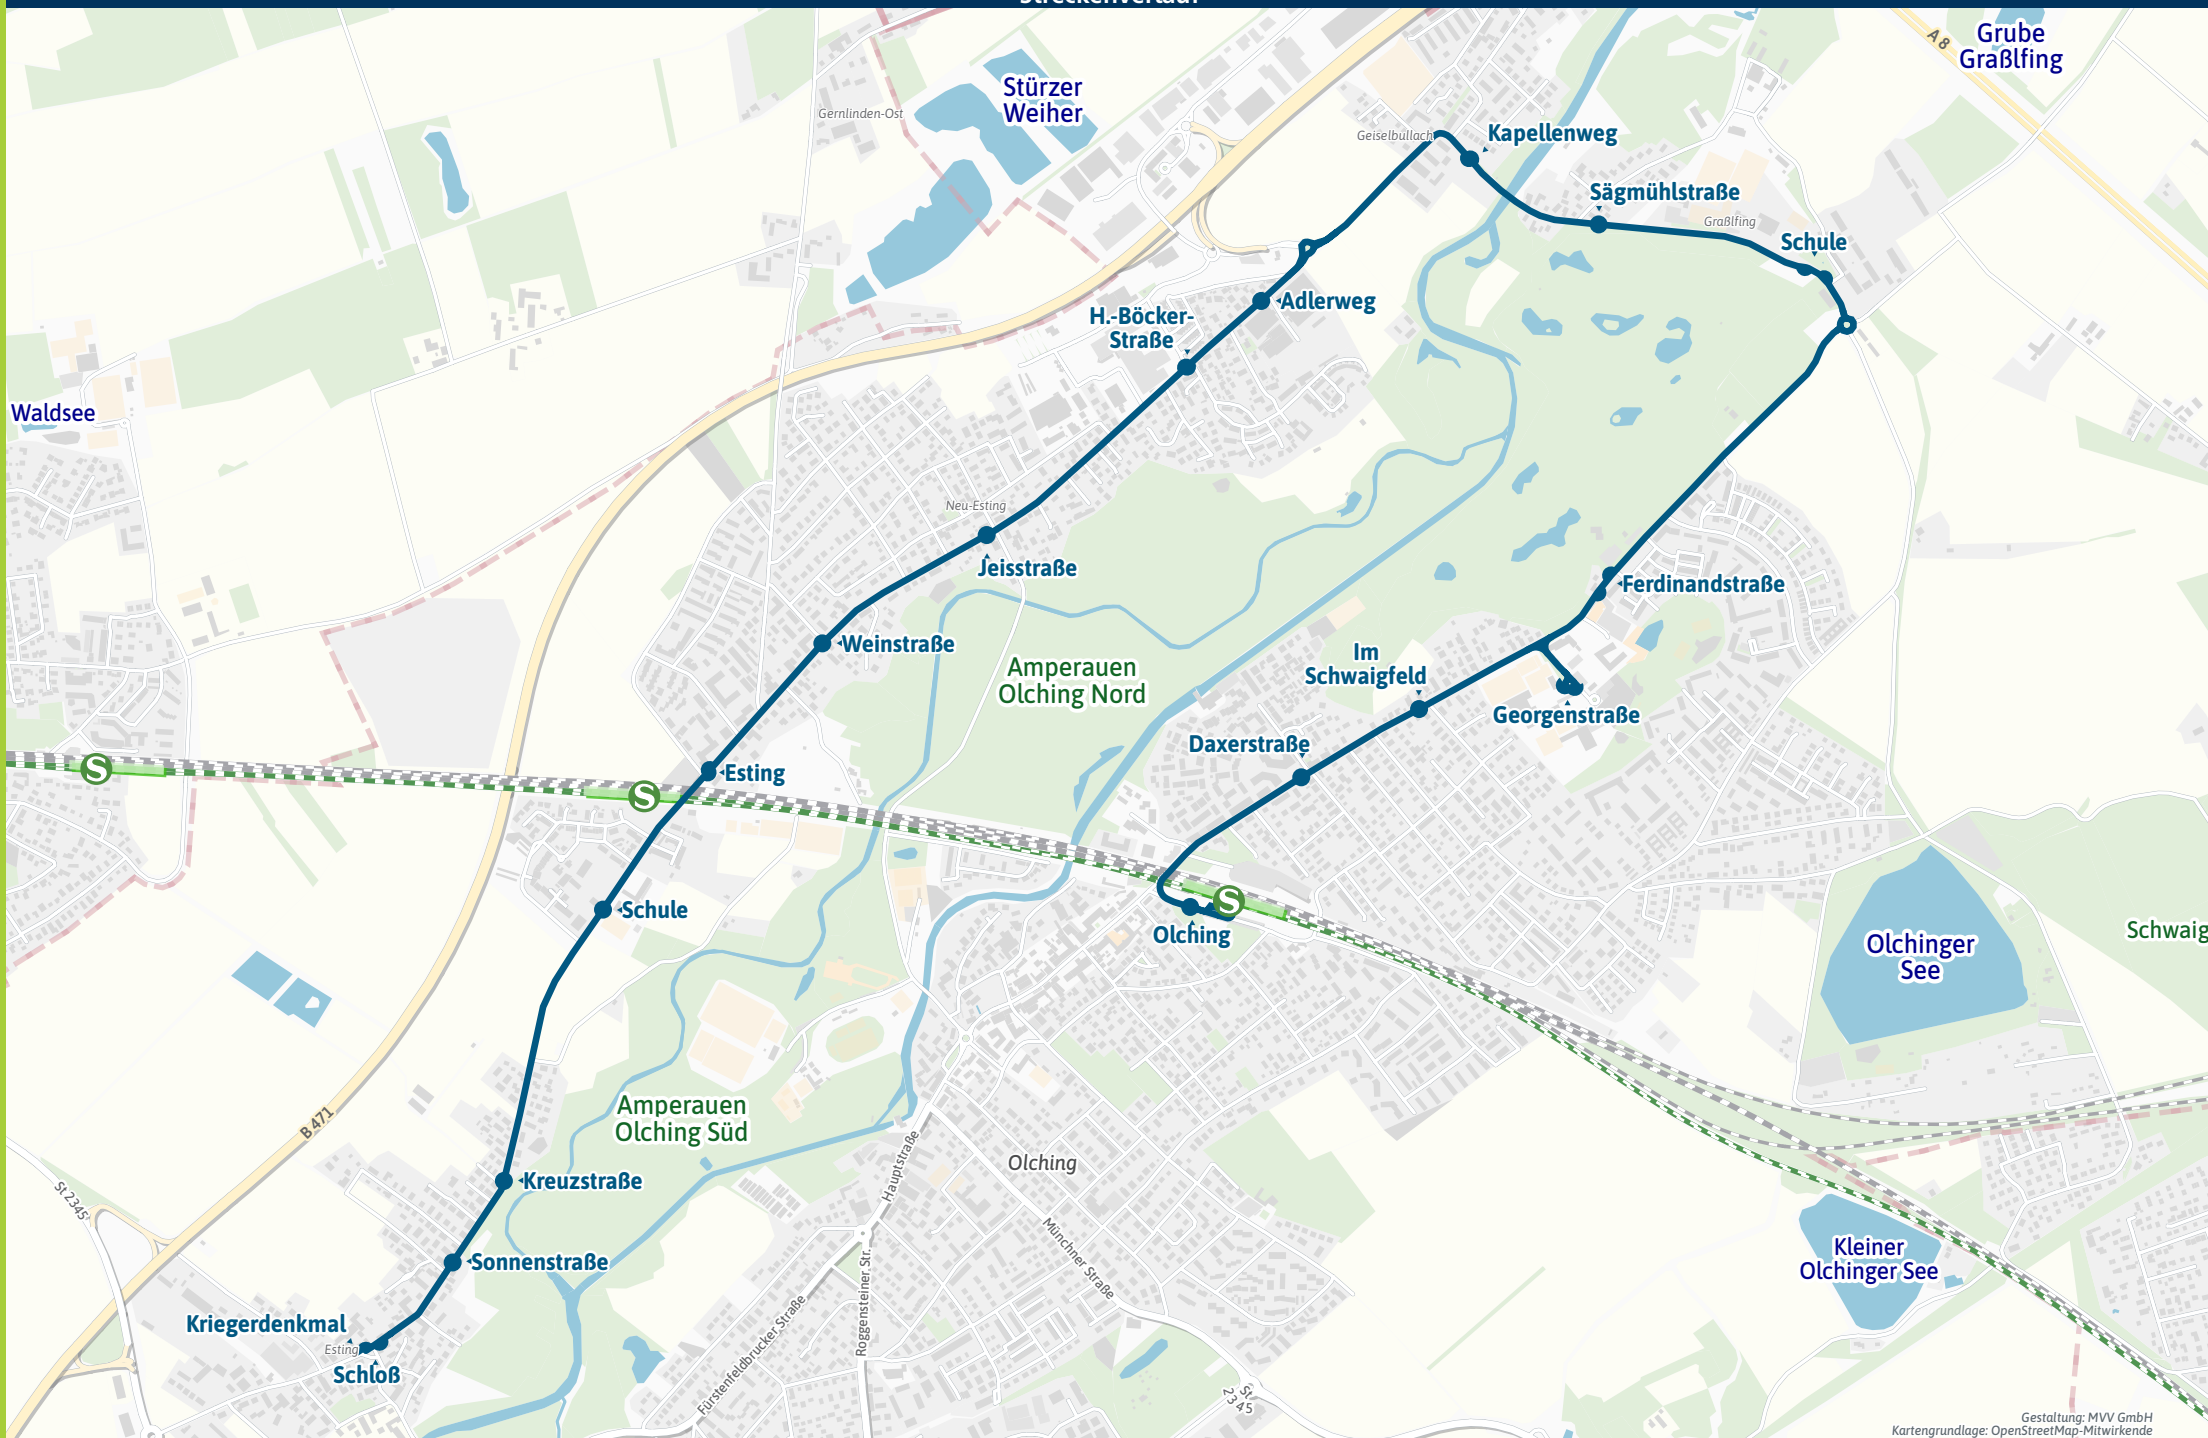 Streckenverlauf
Grube
Graßlfing
A 8
Stürzer
Weiher
Gernlinden-Ost
Geiselbullach
Kapellenweg
Sägmühlstraße
Graßlfing
Schule
Adlerweg
H.-Böcker-
Straße
Waldsee
Neu-Esting
Jeisstraße
Ferdinandstraße
Weinstraße
Im
Schwaigfeld
Amperauen
Olching Nord
Georgenstraße
Daxerstraße
S
Esting
S
S
Schule
Olching
Olchinger
See
Schwaig
Amperauen
Olching Süd
B 471
Hauptstraße
Olching
Kreuzstraße
St 2345
Münchner Straße
Kleiner
Olchinger See
Sonnenstraße
Roggensteiner Str.
Fürstenfeldbrucker Straße
Kriegerdenkmal
Esting
Schloß
St
2345
Gestaltung: MVV GmbH
Kartengrundlage: OpenStreetMap-Mitwirkende